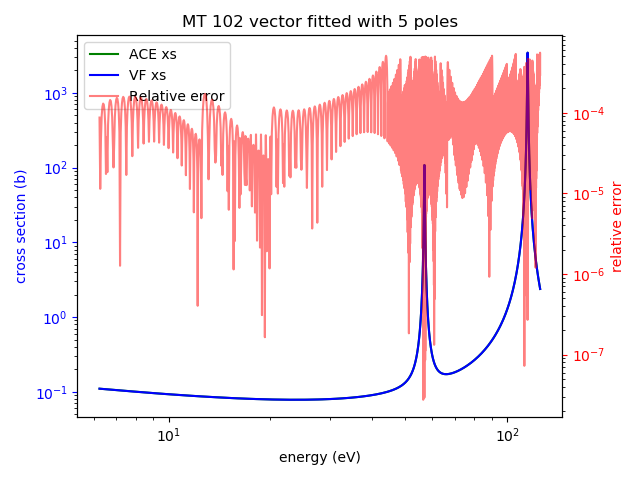 MT 102 vector fitted with 5 poles
ACE xs
VF xs
Relative error
cross section (b)
10³
10²
10¹
10⁰
10⁻¹
10⁻⁴
10⁻⁵
10⁻⁶
10⁻⁷
relative error
10¹
10²
energy (eV)